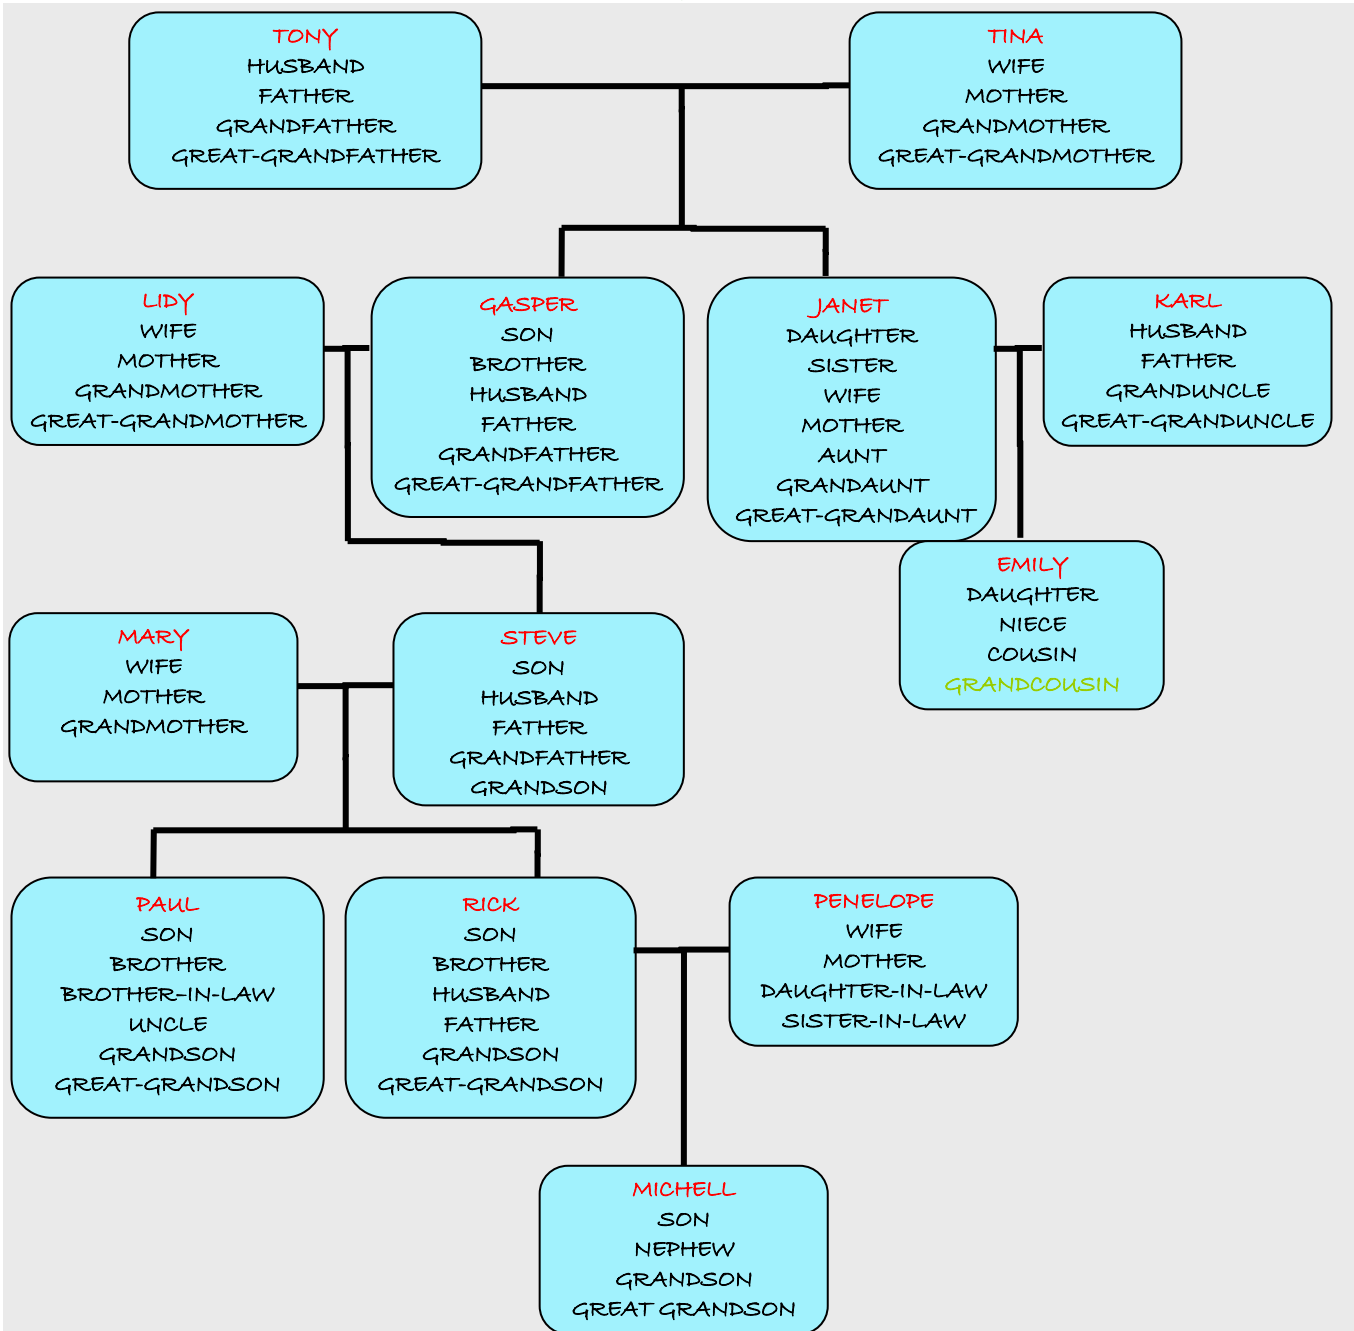 TONY
HUSBAND
FATHER
GRANDFATHER
GREAT-GRANDFATHER
TINA
WIFE
MOTHER
GRANDMOTHER
GREAT-GRANDMOTHER
LIDY
WIFE
MOTHER
GRANDMOTHER
GREAT-GRANDMOTHER
GASPER
SON
BROTHER
HUSBAND
FATHER
GRANDFATHER
GREAT-GRANDFATHER
JANET
DAUGHTER
SISTER
WIFE
MOTHER
AUNT
GRANDAUNT
GREAT-GRANDAUNT
KARL
HUSBAND
FATHER
GRANDUNCLE
GREAT-GRANDUNCLE
EMILY
DAUGHTER
NIECE
COUSIN
GRANDCOUSIN
MARY
WIFE
MOTHER
GRANDMOTHER
STEVE
SON
HUSBAND
FATHER
GRANDFATHER
GRANDSON
PAUL
SON
BROTHER
BROTHER-IN-LAW
UNCLE
GRANDSON
GREAT-GRANDSON
RICK
SON
BROTHER
HUSBAND
FATHER
GRANDSON
GREAT-GRANDSON
PENELOPE
WIFE
MOTHER
DAUGHTER-IN-LAW
SISTER-IN-LAW
MICHELL
SON
NEPHEW
GRANDSON
GREAT GRANDSON